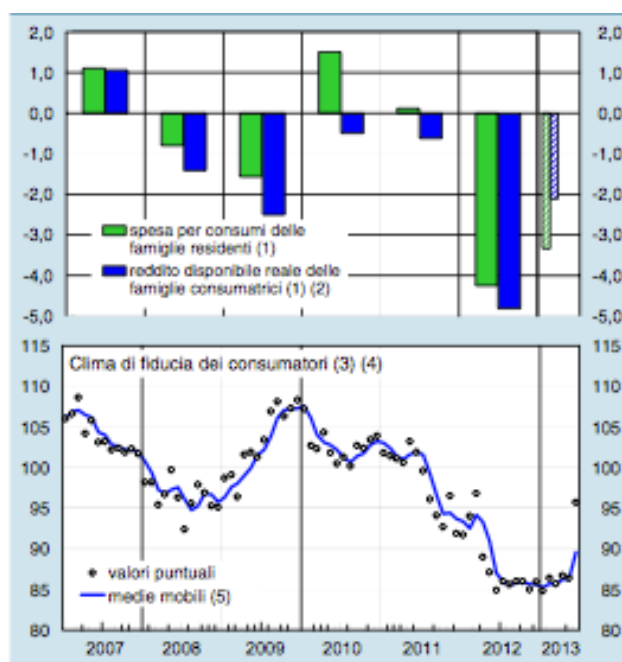 2,0 2,0
1,0 1,0
0,0 0,0
-1,0 -1,0
-2,0 -2,0
-3,0 -3,0
-4,0 -4,0
-5,0 -5,0
spesa per consumi delle
famiglie residenti (1)
reddito disponibile reale delle
famiglie consumatrici (1) (2)
115 115
110 110
105 105
100 100
95 95
90 90
85 85
80 80
Clima di fiducia dei consumatori (3) (4)
valori puntuali
medie mobili (5)
2007 2008 2009 2010 2011 2012 2013